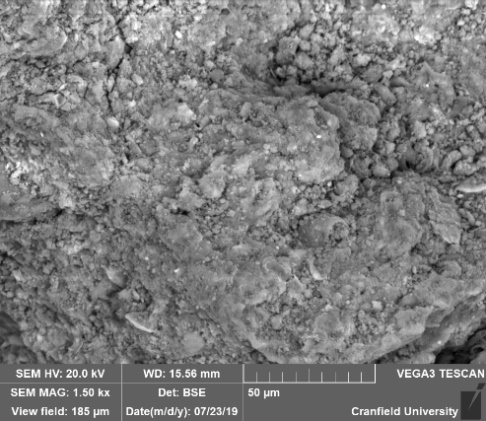 SEM HV: 20.0 kV WD: 15.56 mm VEGA3 TESCAN
SEM MAG: 1.50 kx Det: BSE 50 µm
View field: 185 µm Date(m/d/y): 07/23/19 Cranfield University